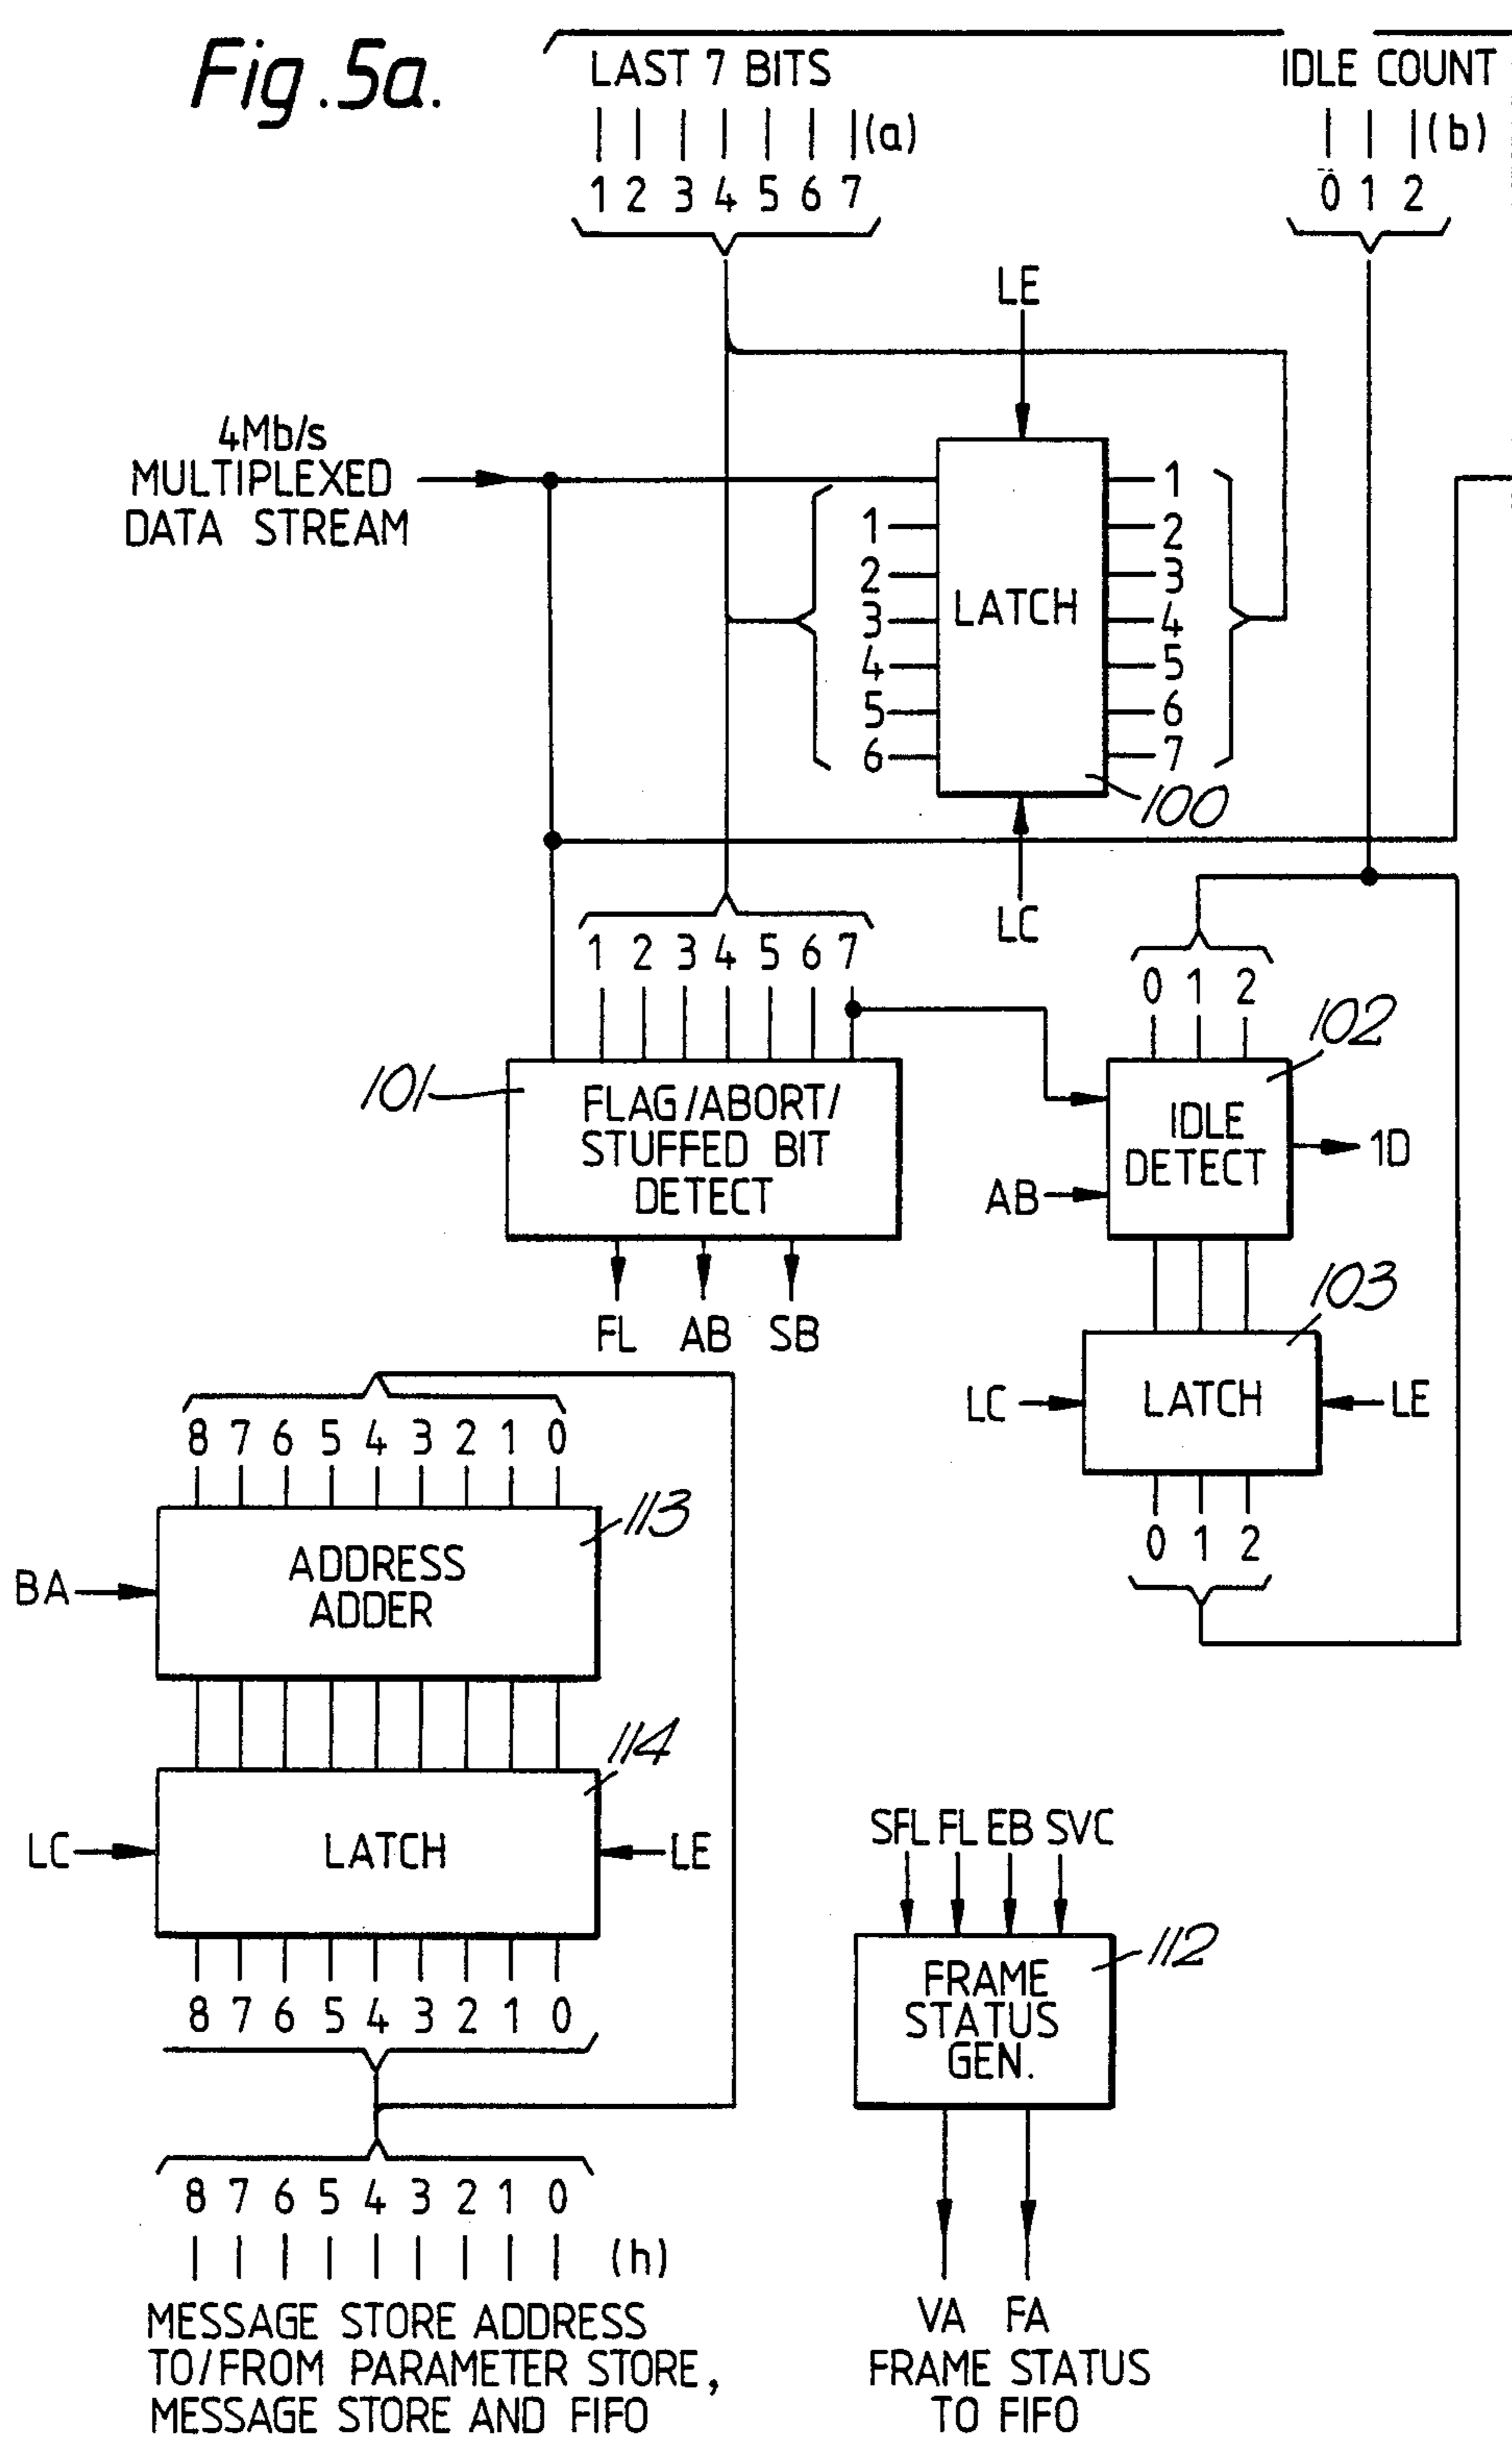 Fig.5a.
LAST 7 BITS
IDLE COUNT
(a)
(b)
1 2 3 4 5 6 7
0 1 2
LE
4Mb/s
MULTIPLEXED
DATA STREAM
1
2
3
4
5
6
LATCH
1
2
3
4
5
6
7
100
LC
1 2 3 4 5 6 7
0 1 2
102
101
FLAG/ABORT/
STUFFED BIT
DETECT
IDLE
DETECT
1D
AB
FL AB SB
103
LC
LATCH
LE
0 1 2
8 7 6 5 4 3 2 1 0
113
BA
ADDRESS
ADDER
114
LC
LATCH
LE
8 7 6 5 4 3 2 1 0
SFL FL EB SVC
112
FRAME
STATUS
GEN.
8 7 6 5 4 3 2 1 0
(h)
MESSAGE STORE ADDRESS
TO/FROM PARAMETER STORE,
MESSAGE STORE AND FIFO
VA FA
FRAME STATUS
TO FIFO